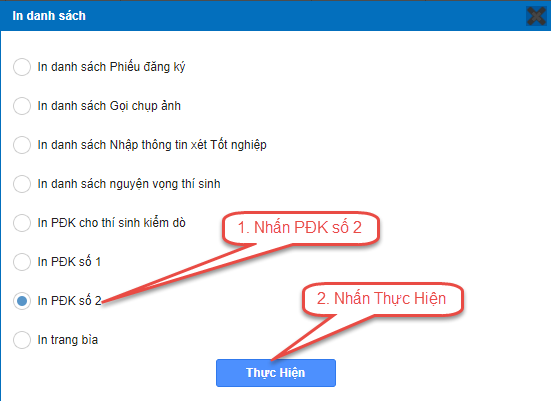 In danh sách
In danh sách Phiếu đăng ký
In danh sách Gọi chụp ảnh
In danh sách Nhập thông tin xét Tốt nghiệp
In danh sách nguyện vọng thí sinh
In PĐK cho thí sinh kiểm dò
1. Nhấn PĐK số 2
In PĐK số 1
In PĐK số 2
2. Nhấn Thực Hiện
In trang bìa
Thực Hiện